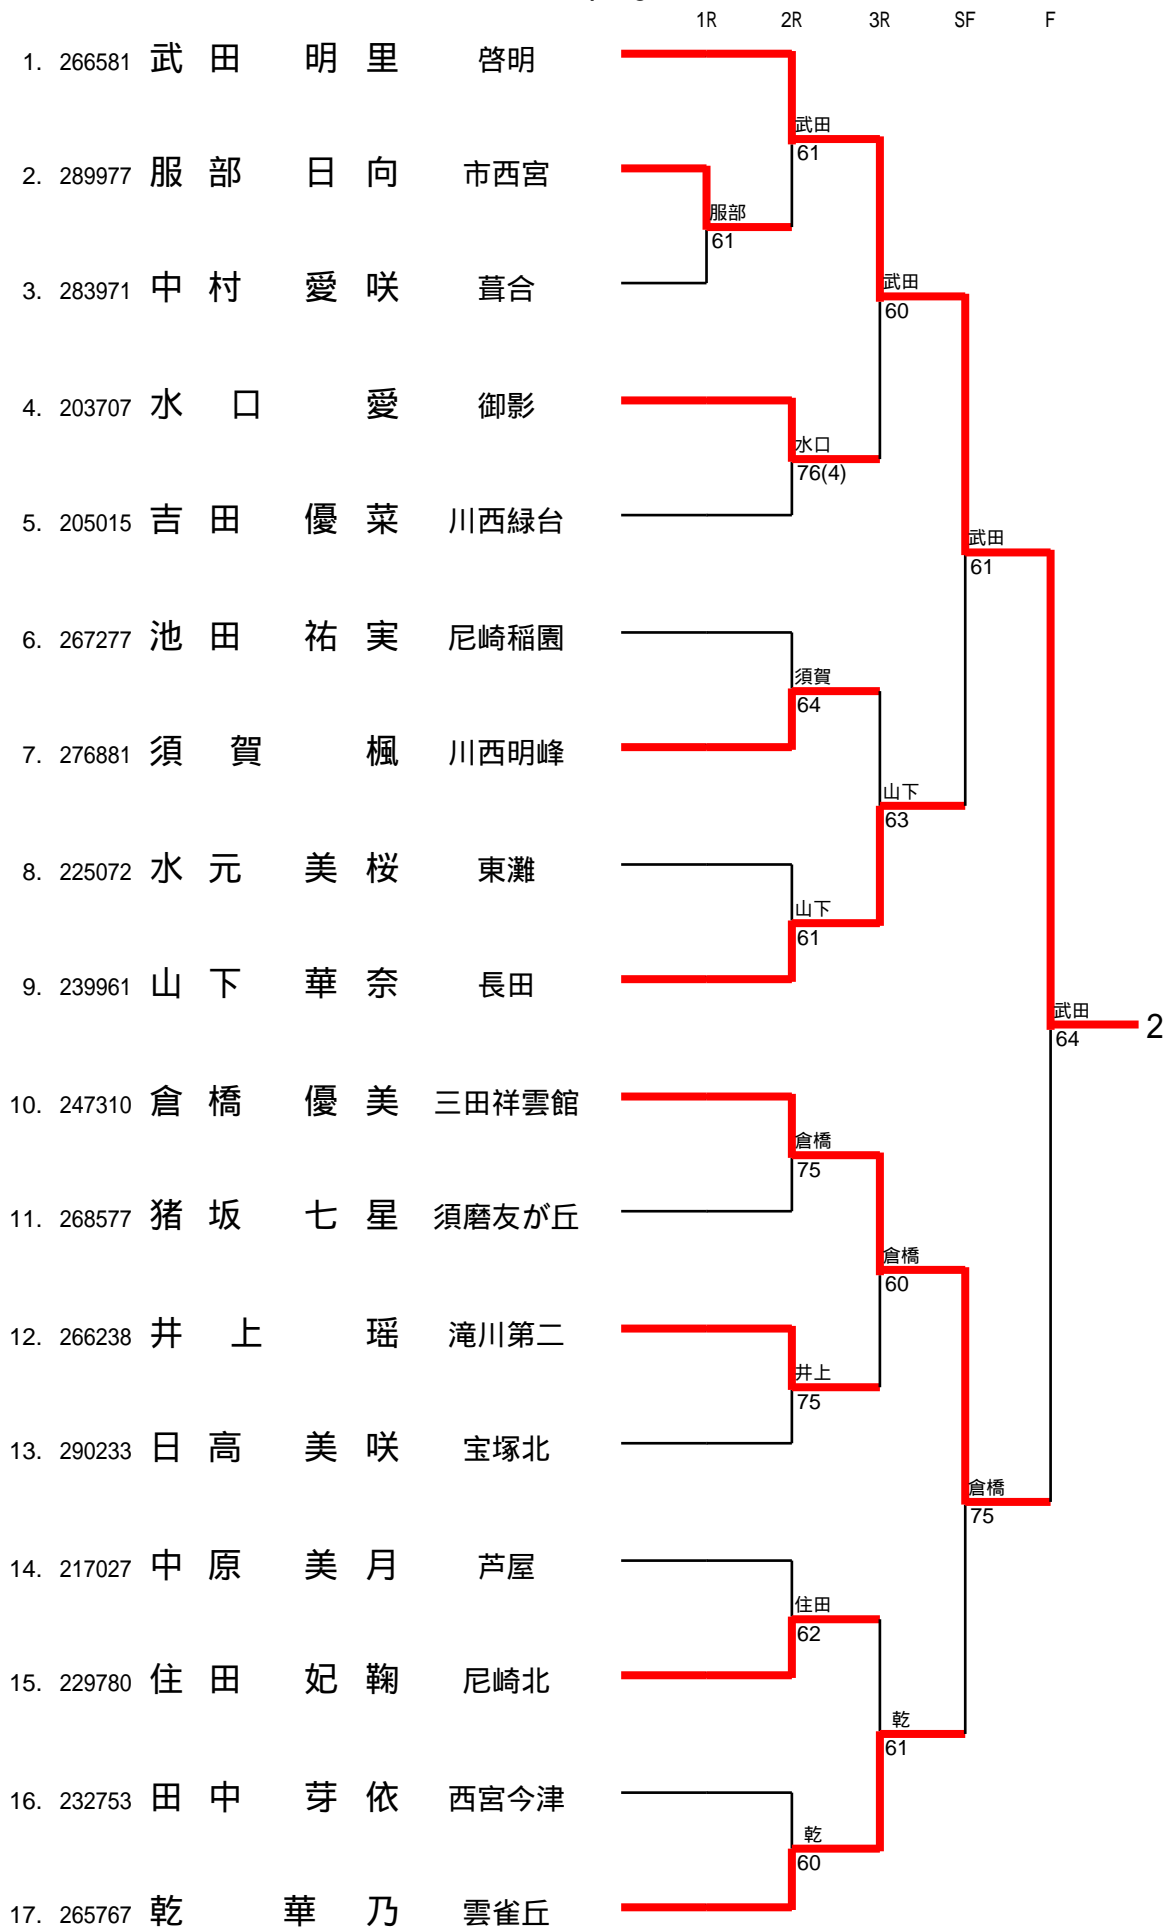 1R 2R 3R SF F
1. 266581 武田 明里 啓明
武田
61
2. 289977 服部 日向 市西宮
服部
61
3. 283971 中村 愛咲 葺合
武田
60
4. 203707 水口 愛 御影
水口
76(4)
5. 205015 吉田 優菜 川西緑台
武田
61
6. 267277 池田 祐実 尼崎稲園
須賀
64
7. 276881 須賀 楓 川西明峰
山下
63
8. 225072 水元 美桜 東灘
山下
61
9. 239961 山下 華奈 長田
武田
64
2
10. 247310 倉橋 優美 三田祥雲館
倉橋
75
11. 268577 猪坂 七星 須磨友が丘
倉橋
60
12. 266238 井上 瑶 滝川第二
井上
75
13. 290233 日高 美咲 宝塚北
倉橋
75
14. 217027 中原 美月 芦屋
住田
62
15. 229780 住田 妃鞠 尼崎北
乾
61
16. 232753 田中 芽依 西宮今津
乾
60
17. 265767 乾 華乃 雲雀丘